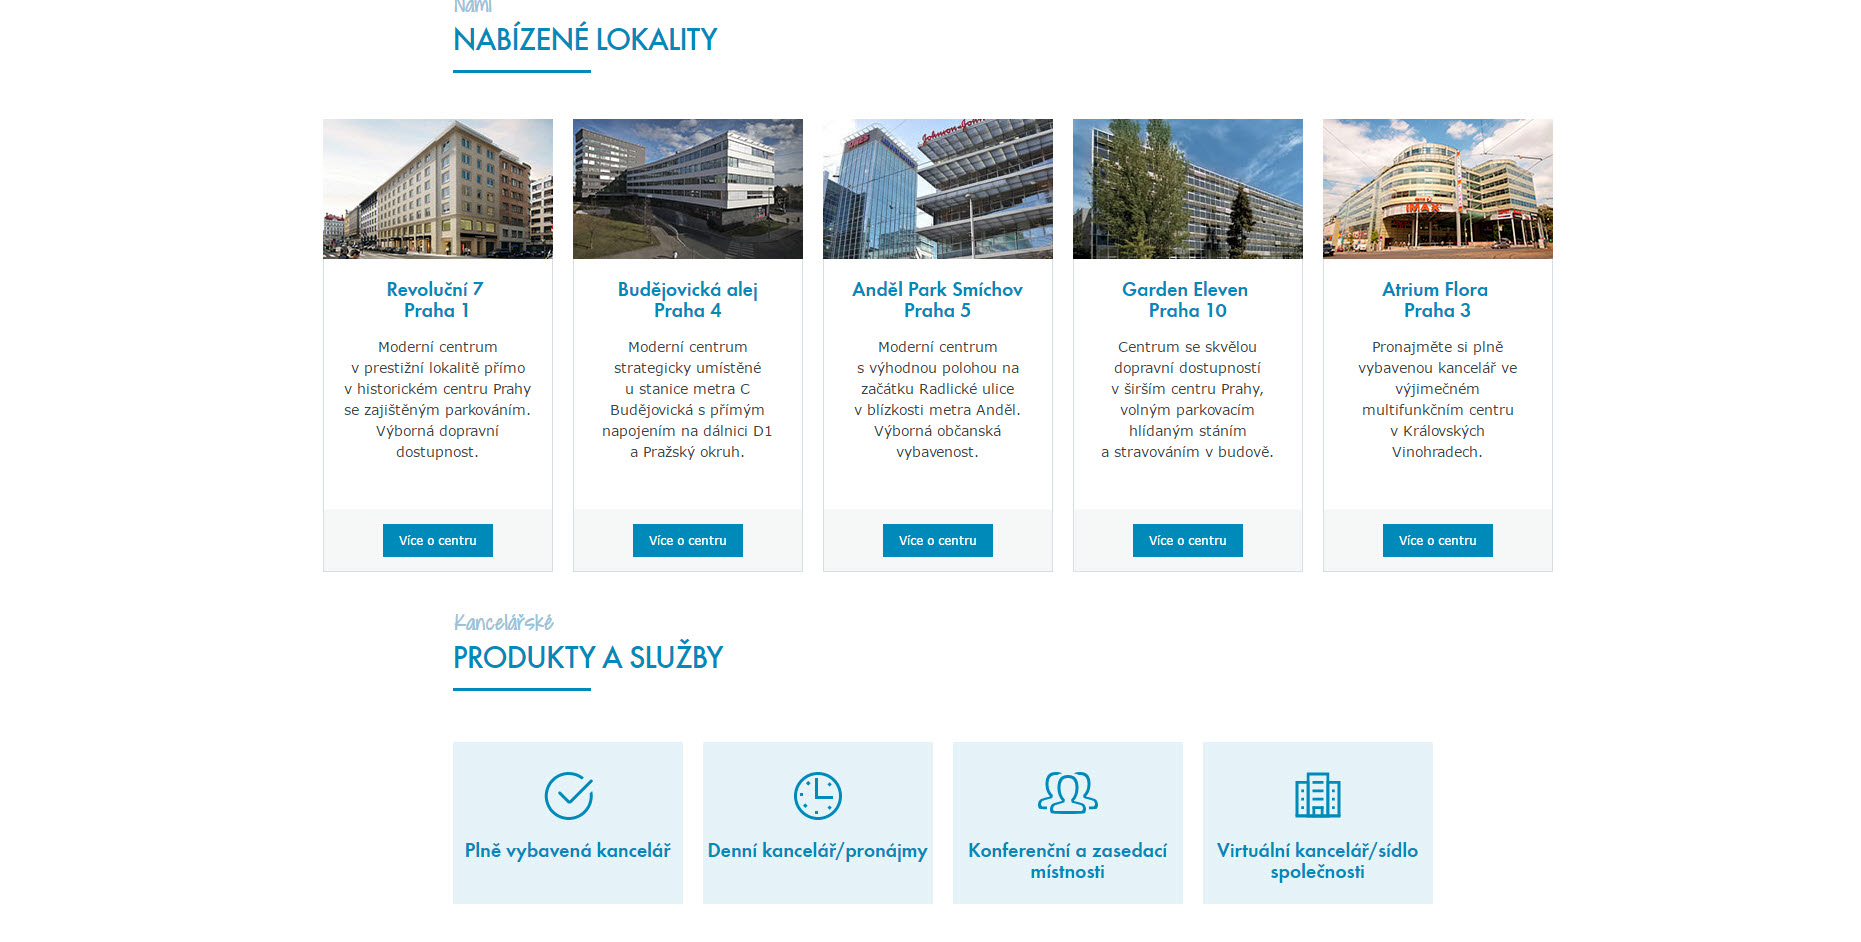 Námi
NABÍZENÉ LOKALITY
Johnson & Johnson
IMAX
Revoluční 7
Praha 1
Moderní centrum
v prestižní lokalitě přímo
v historickém centru Prahy
se zajištěným parkováním.
Výborná dopravní
dostupnost.
Více o centru
Budějovická alej
Praha 4
Moderní centrum
strategicky umístěné
u stanice metra C
Budějovická s přímým
napojením na dálnici D1
a Pražský okruh.
Více o centru
Anděl Park Smíchov
Praha 5
Moderní centrum
s výhodnou polohou na
začátku Radlické ulice
v blízkosti metra Anděl.
Výborná občanská
vybavenost.
Více o centru
Garden Eleven
Praha 10
Centrum se skvělou
dopravní dostupností
v širším centru Prahy,
volným parkovacím
hlídaným stáním
a stravováním v budově.
Více o centru
Atrium Flora
Praha 3
Pronajměte si plně
vybavenou kancelář ve
výjimečném
multifunkčním centru
v Královských
Vinohradech.
Více o centru
Kancelářské
PRODUKTY A SLUŽBY
Plně vybavená kancelář
Denní kancelář/pronájmy
Konferenční a zasedací
místnosti
Virtuální kancelář/sídlo
společnosti